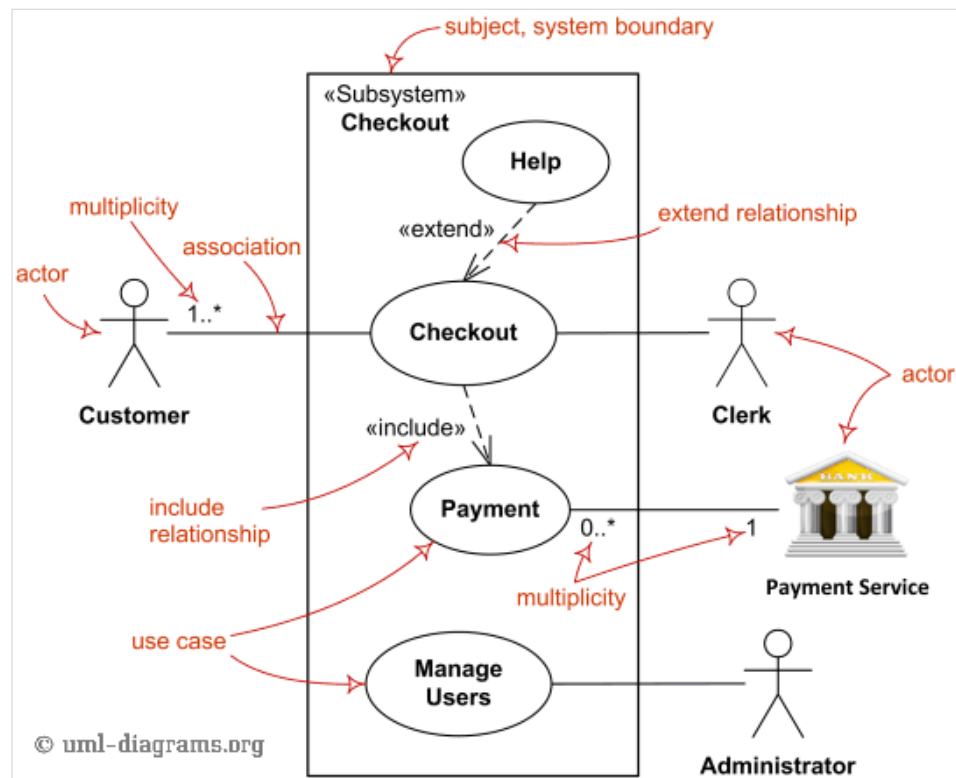 subject, system boundary
«Subsystem»
Checkout
Help
multiplicity
«extend»
extend relationship
association
actor
1..*
Checkout
Customer
Clerk
actor
«include»
BANK
include
relationship
Payment
0..*
1
multiplicity
Payment Service
use case
Manage
Users
© uml-diagrams.org
Administrator